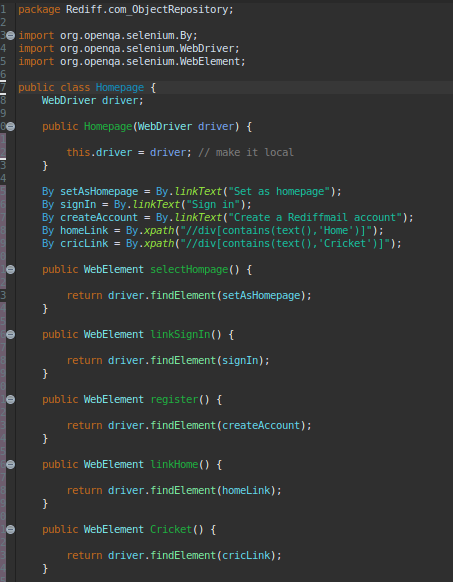 package Rediff.com_ObjectRepository;
import org.openqa.selenium.By;
import org.openqa.selenium.WebDriver;
import org.openqa.selenium.WebElement;
public class Homepage {
    WebDriver driver;
    public Homepage(WebDriver driver) {
        this.driver = driver; // make it local
    }
    By setAsHomepage = By.linkText("Set as homepage");
    By signIn = By.linkText("Sign in");
    By createAccount = By.linkText("Create a Rediffmail account");
    By homeLink = By.xpath("//div[contains(text(),'Home')]");
    By cricLink = By.xpath("//div[contains(text(),'Cricket')]");
    public WebElement selectHompage() {
        return driver.findElement(setAsHomepage);
    }
    public WebElement linkSignIn() {
        return driver.findElement(signIn);
    }
    public WebElement register() {
        return driver.findElement(createAccount);
    }
    public WebElement linkHome() {
        return driver.findElement(homeLink);
    }
    public WebElement Cricket() {
        return driver.findElement(cricLink);
    }